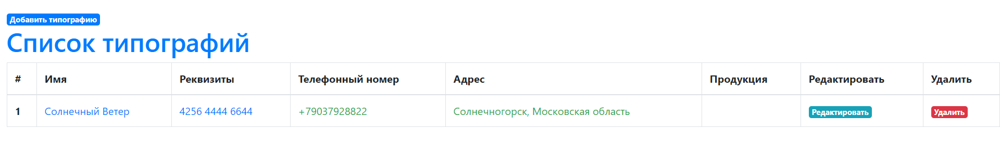 Добавить типографию
Список типографий
# Имя Реквизиты Телефонный номер Адрес Продукция Редактировать Удалить
1 Солнечный Ветер 4256 4444 6644 +79037928822 Солнечногорск, Московская область Редактировать Удалить